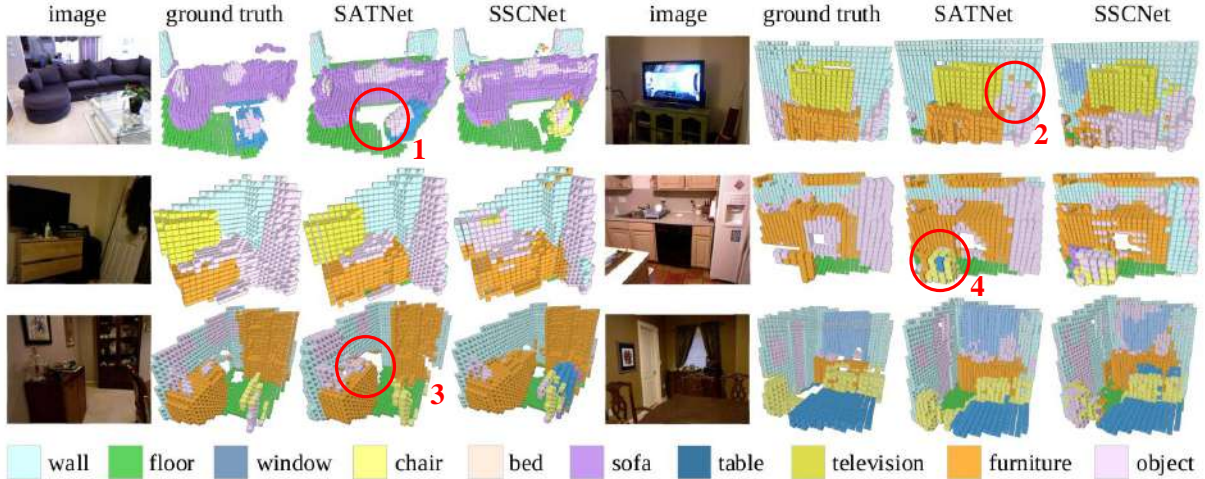 image ground truth SATNet SSCNet image ground truth SATNet SSCNet
1
2
4
3
wall floor window chair bed sofa table television furniture object